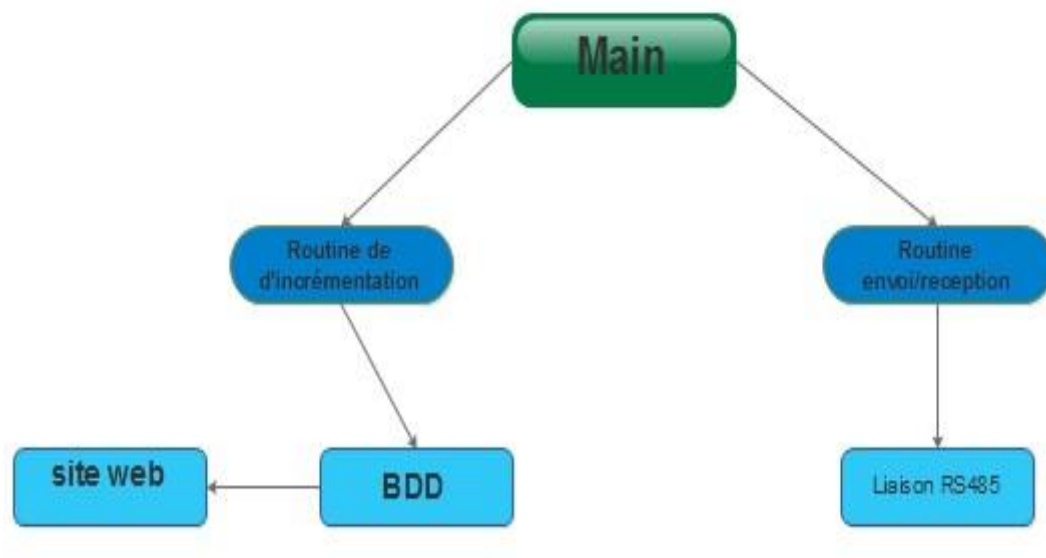 Main
Routine de
d'incrémentation
Routine
envoi/reception
site web
BDD
Liaison RS485